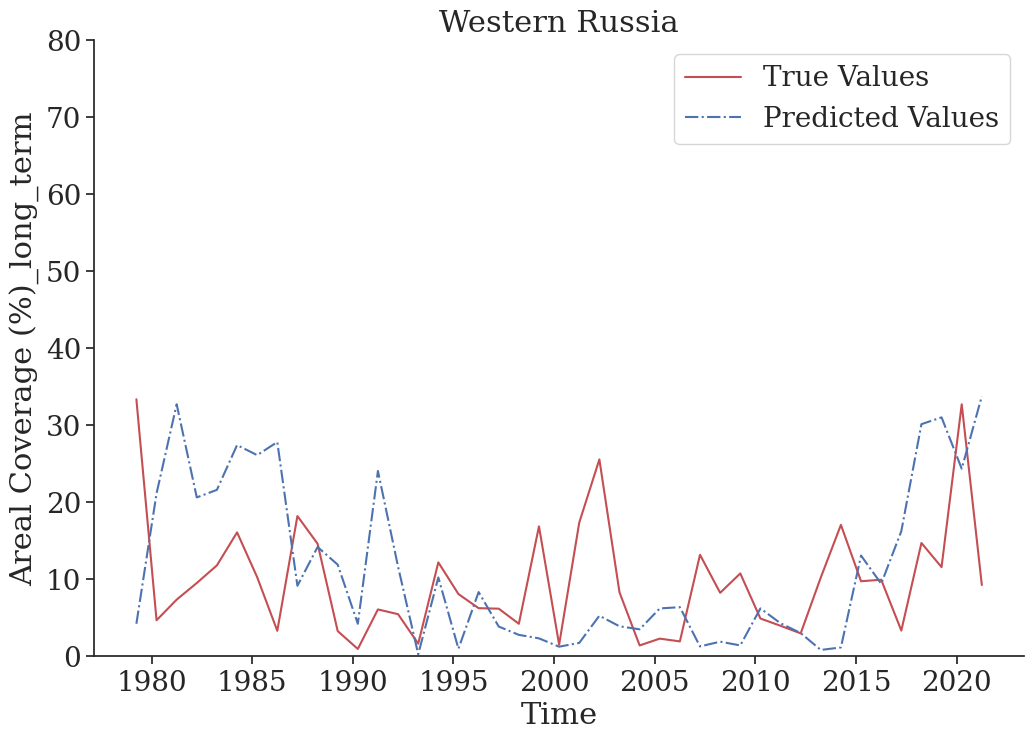 Western Russia
True Values
Predicted Values
Areal Coverage (%)_long_term
80
70
60
50
40
30
20
10
0
1980 1985 1990 1995 2000 2005 2010 2015 2020
Time